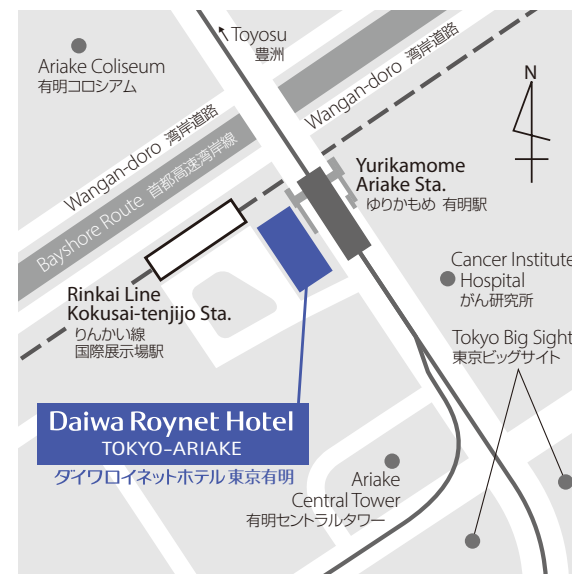 Toyosu
豊洲
Ariake Coliseum
有明コロシアム
Wangan-doro 湾岸道路
Wangan-doro 湾岸道路
Bayshore Route 首都高速湾岸線
N
Yurikamome
Ariake Sta.
ゆりかもめ 有明駅
Cancer Institute
Hospital
がん研究所
Rinkai Line
Kokusai-tenjijo Sta.
りんかい線
国際展示場駅
Tokyo Big Sight
東京ビッグサイト
Daiwa Roynet Hotel
TOKYO-ARIAKE
ダイワロイネットホテル 東京有明
Ariake
Central Tower
有明セントラルタワー